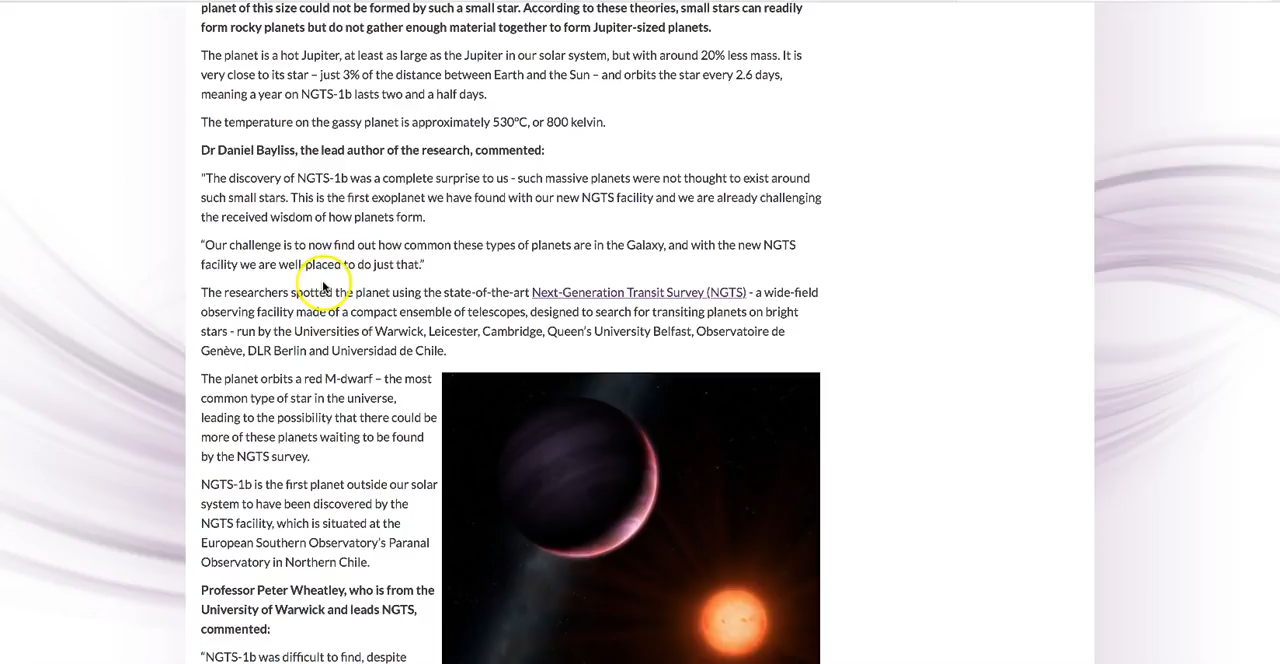 planet of this size could not be formed by such a small star. According to these theories, small stars can readily
form rocky planets but do not gather enough material together to form Jupiter-sized planets.
The planet is a hot Jupiter, at least as large as the Jupiter in our solar system, but with around 20% less mass. It is
very close to its star – just 3% of the distance between Earth and the Sun – and orbits the star every 2.6 days,
meaning a year on NGTS-1b lasts two and a half days.
The temperature on the gassy planet is approximately 530°C, or 800 kelvin.
Dr Daniel Bayliss, the lead author of the research, commented:
"The discovery of NGTS-1b was a complete surprise to us - such massive planets were not thought to exist around
such small stars. This is the first exoplanet we have found with our new NGTS facility and we are already challenging
the received wisdom of how planets form.
“Our challenge is to now find out how common these types of planets are in the Galaxy, and with the new NGTS
facility we are well-placed to do just that.”
The researchers spotted the planet using the state-of-the-art Next-Generation Transit Survey (NGTS) - a wide-field
observing facility made of a compact ensemble of telescopes, designed to search for transiting planets on bright
stars - run by the Universities of Warwick, Leicester, Cambridge, Queen’s University Belfast, Observatoire de
Genève, DLR Berlin and Universidad de Chile.
The planet orbits a red M-dwarf – the most
common type of star in the universe,
leading to the possibility that there could be
more of these planets waiting to be found
by the NGTS survey.
NGTS-1b is the first planet outside our solar
system to have been discovered by the
NGTS facility, which is situated at the
European Southern Observatory’s Paranal
Observatory in Northern Chile.
Professor Peter Wheatley, who is from the
University of Warwick and leads NGTS,
commented:
“NGTS-1b was difficult to find, despite